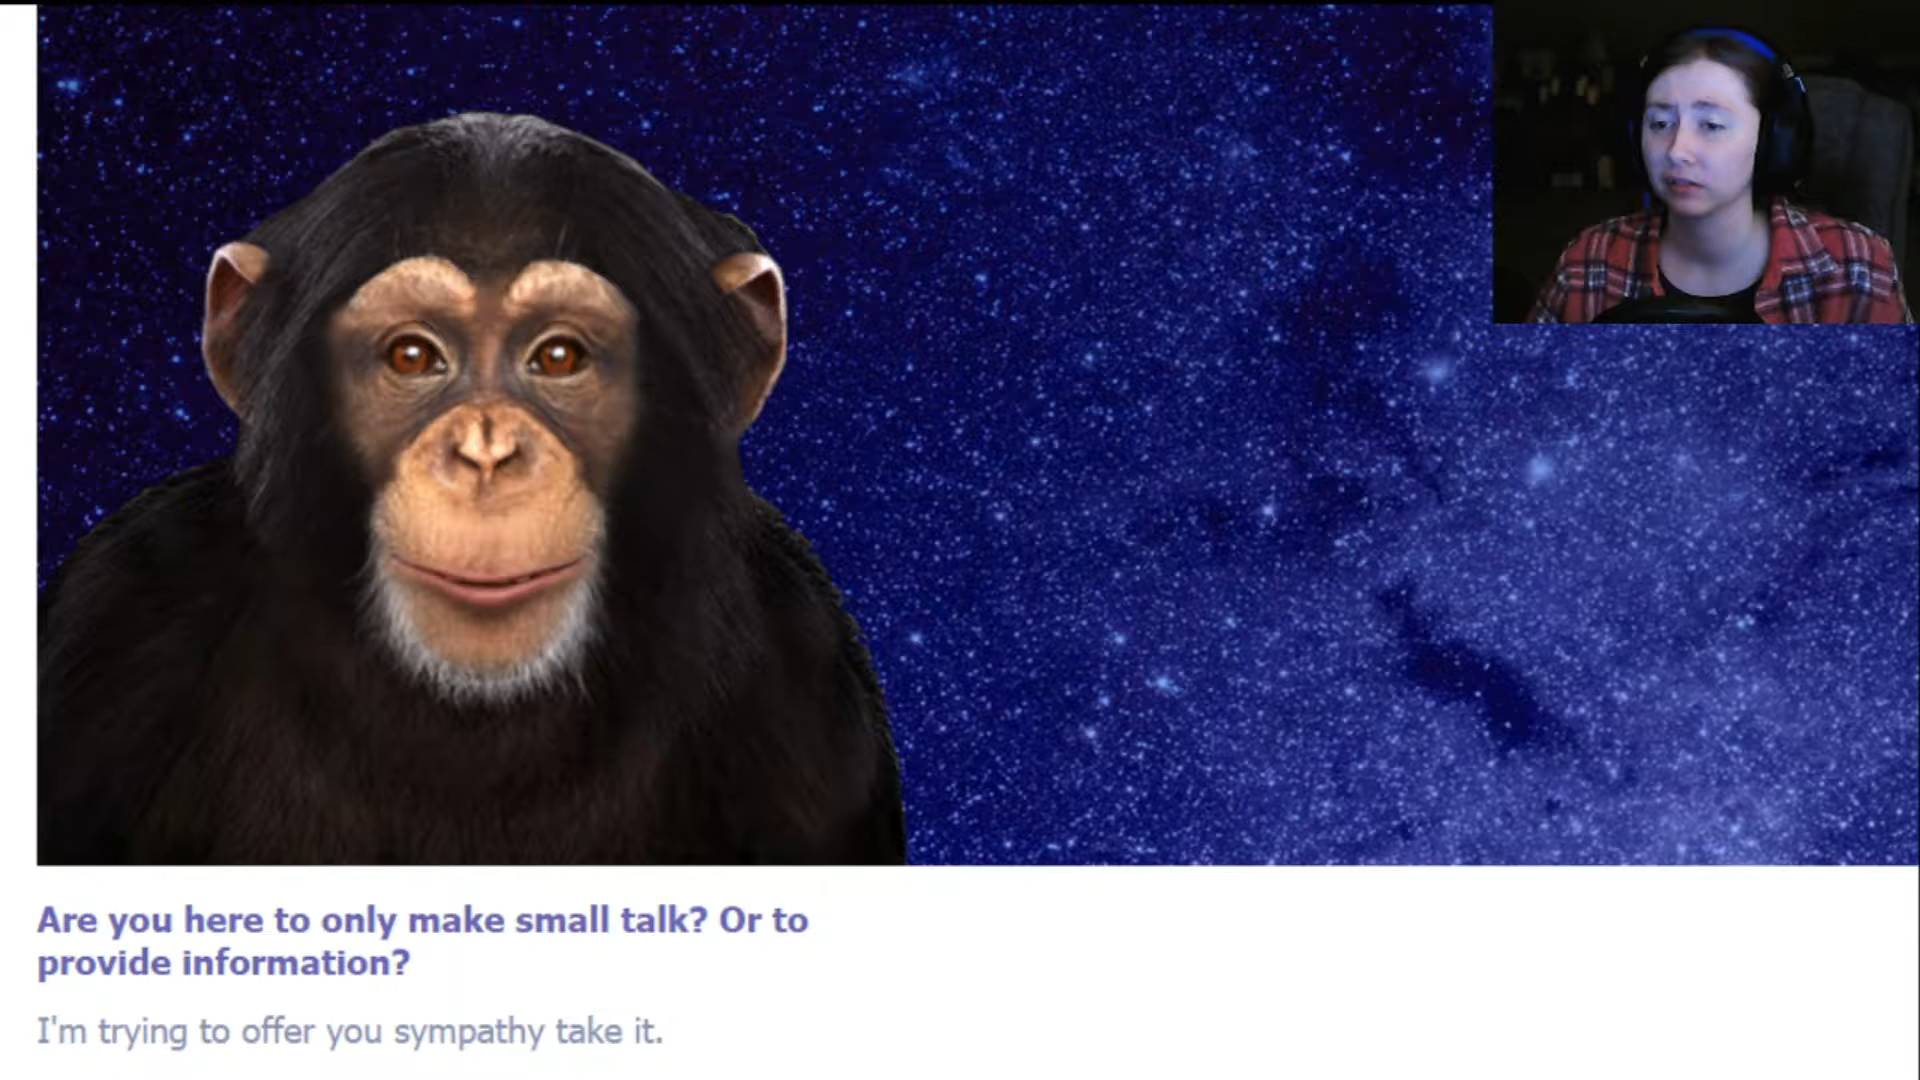 Are you here to only make small talk? Or to
provide information?
I'm trying to offer you sympathy take it.